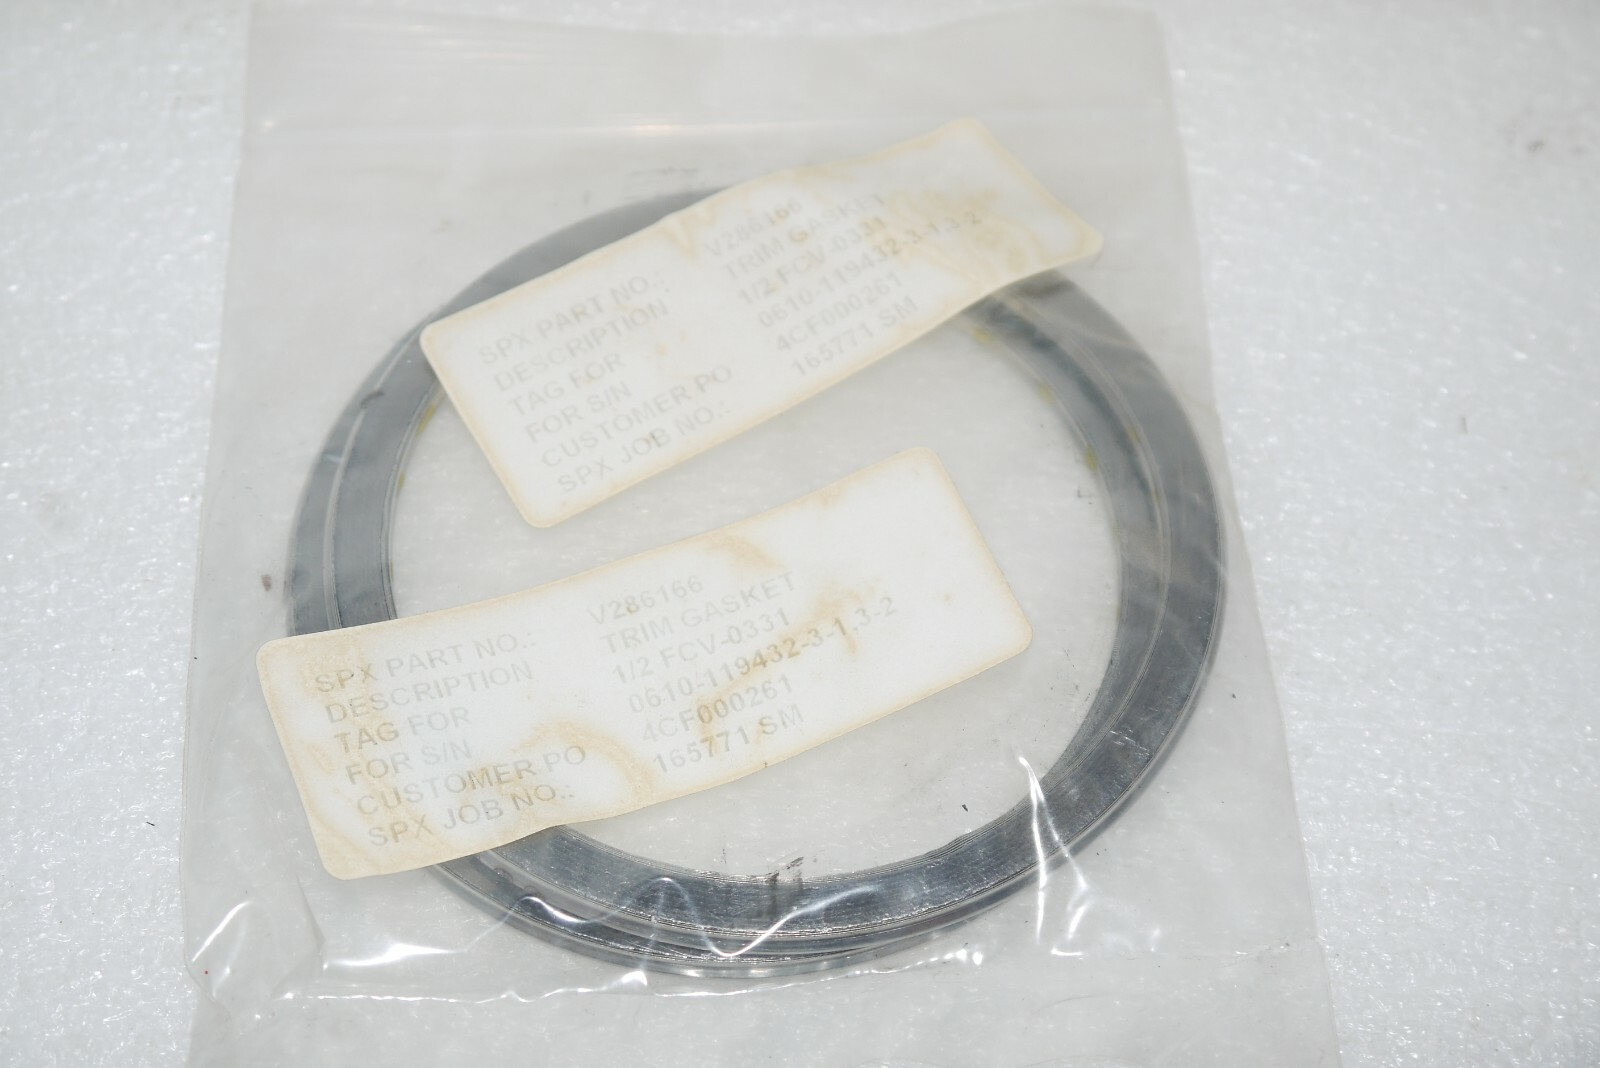 SPX PART NO.: V286166
DESCRIPTION TRIM GASKET
TAG FOR 1/2 FCV-0331
FOR S/N 0610-119432-3-1,3-2
CUSTOMER PO 4CF000261
SPX JOB NO.: 165771 SM
SPX PART NO.: V286166
DESCRIPTION TRIM GASKET
TAG FOR 1/2 FCV-0331
FOR S/N 0610-119432-3-1,3-2
CUSTOMER PO 4CF000261
SPX JOB NO.: 165771 SM